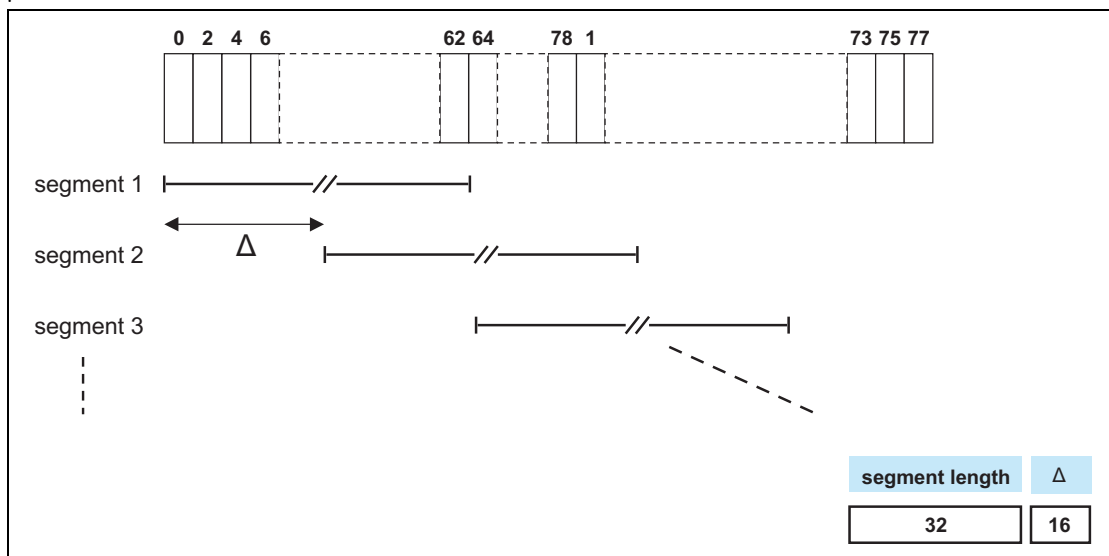 0 2 4 6 62 64 78 1 73 75 77
segment 1
Δ
segment 2
segment 3
segment length Δ
32 16